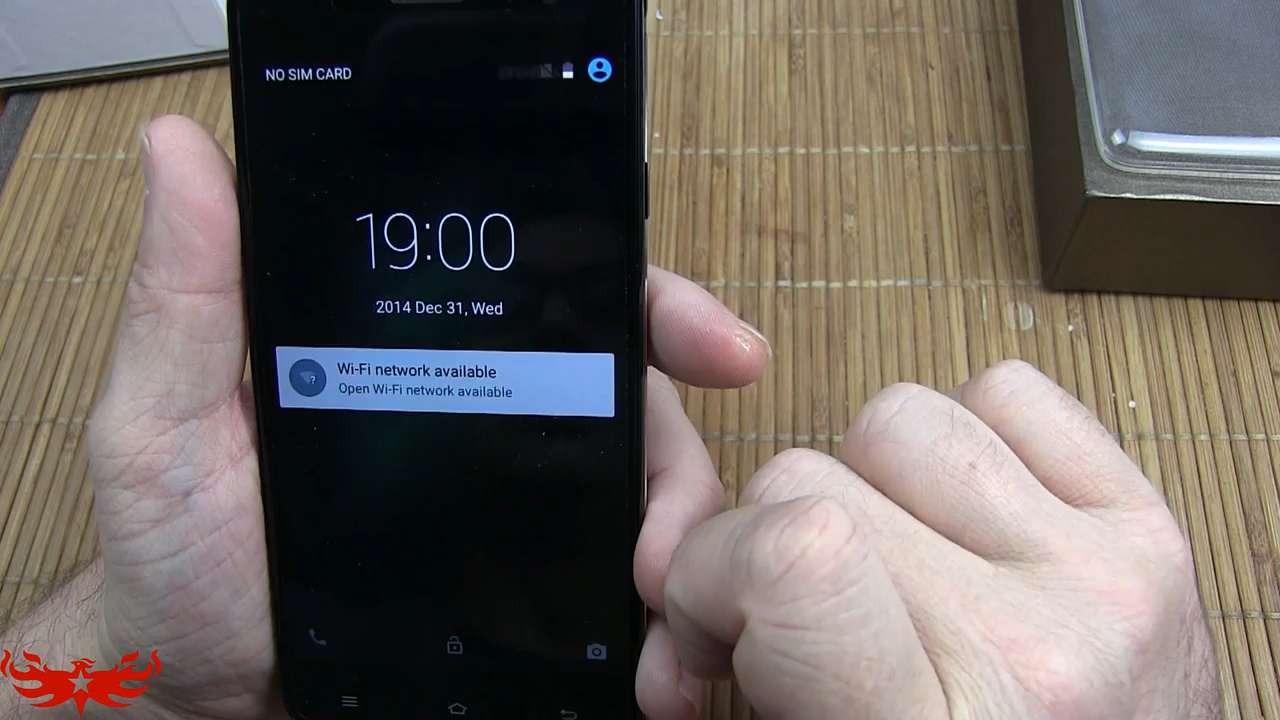 NO SIM CARD
19:00
2014 Dec 31, Wed
Wi-Fi network available
Open Wi-Fi network available